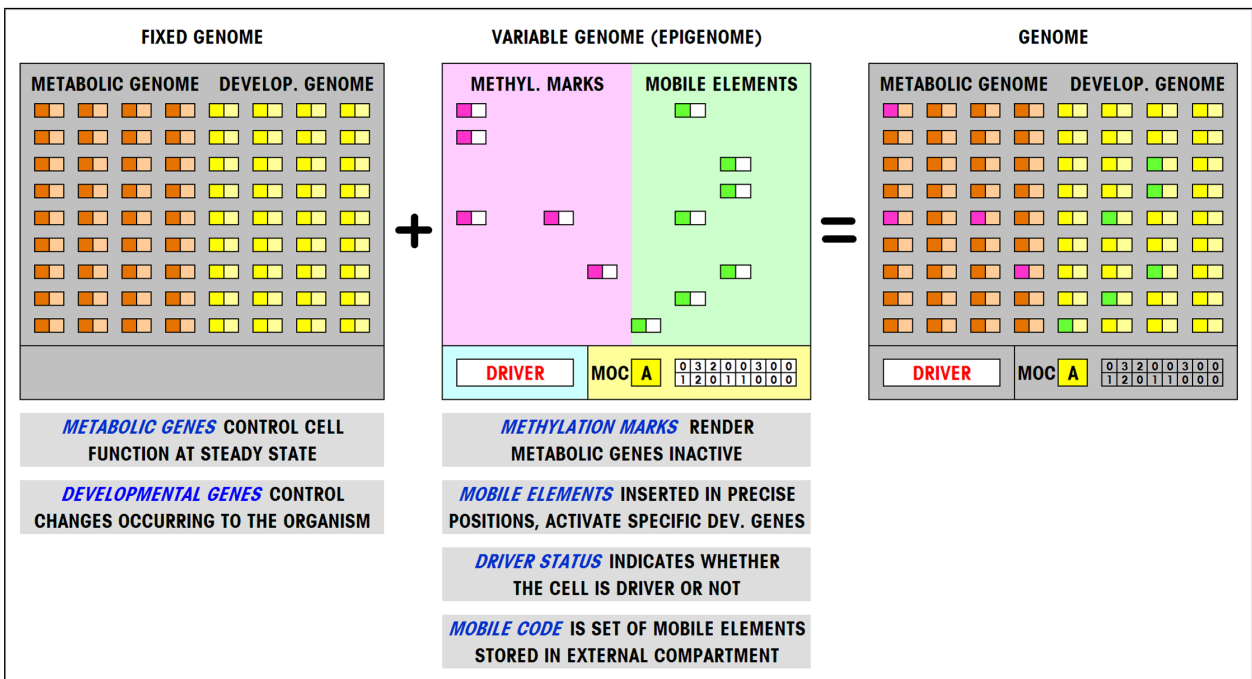 FIXED GENOME
VARIABLE GENOME (EPIGENOME)
GENOME
METABOLIC GENOME DEVELOP. GENOME
METHYL. MARKS MOBILE ELEMENTS
METABOLIC GENOME DEVELOP. GENOME
DRIVER MOC A
0 3 2 0 0 3 0 0
1 2 0 1 1 0 0 0
DRIVER MOC A
0 3 2 0 0 3 0 0
1 2 0 1 1 0 0 0
+
=
METABOLIC GENES CONTROL CELL
FUNCTION AT STEADY STATE
DEVELOPMENTAL GENES CONTROL
CHANGES OCCURRING TO THE ORGANISM
METHYLATION MARKS RENDER
METABOLIC GENES INACTIVE
MOBILE ELEMENTS INSERTED IN PRECISE
POSITIONS, ACTIVATE SPECIFIC DEV. GENES
DRIVER STATUS INDICATES WHETHER
THE CELL IS DRIVER OR NOT
MOBILE CODE IS SET OF MOBILE ELEMENTS
STORED IN EXTERNAL COMPARTMENT